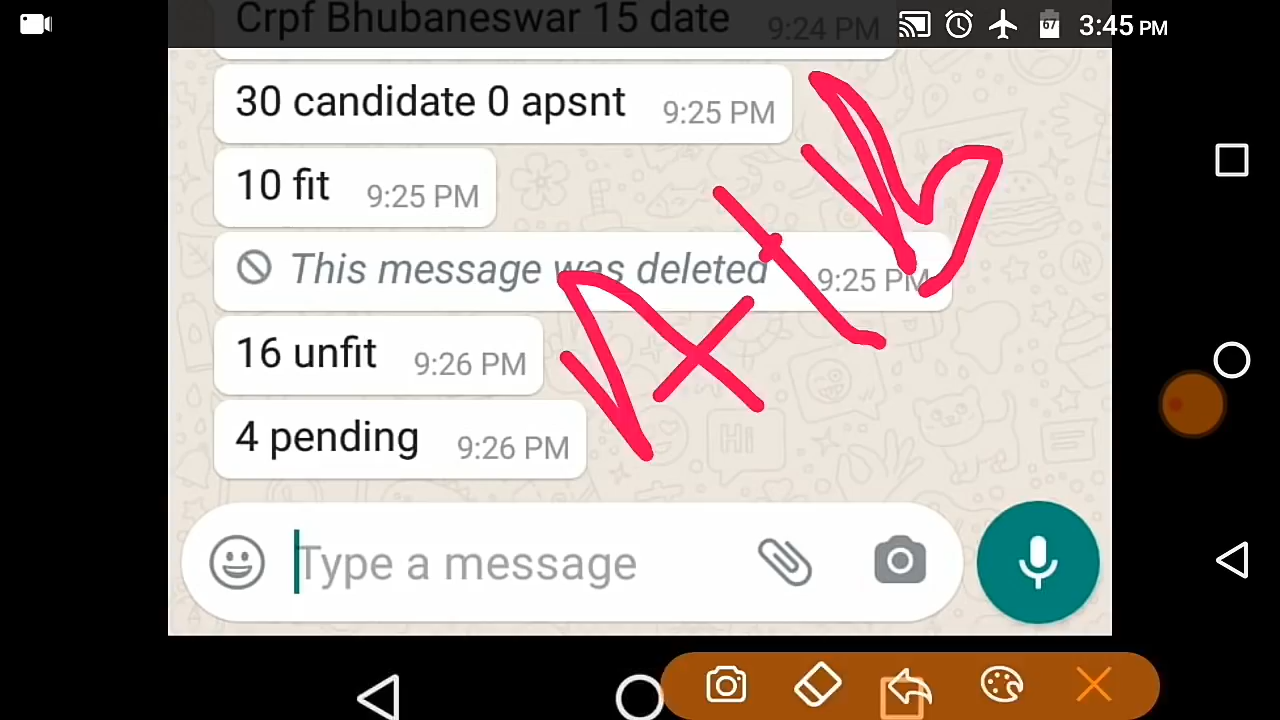 3:45 PM
Crpf Bhubaneswar 15 date 9:24 PM
30 candidate 0 apsnt 9:25 PM
10 fit 9:25 PM
This message was deleted 9:25 PM
16 unfit 9:26 PM
4 pending 9:26 PM
Type a message